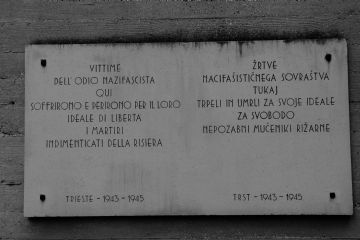 VITTIME
DELL'ODIO NAZIFASCISTA
QUI
SOFFRIRONO E PERIRONO PER IL LORO
IDEALE DI LIBERTA
I MARTIRI
INDIMENTICATI DELLA RISIERA
TRIESTE - 1943 - 1945
ŽRTVE
NACIFAŠISTIČNEGA SOVRAŠTVA
TUKAJ
TRPELI IN UMRLI ZA SVOJE IDEALE
ZA SVOBODO
NEPOZABNI MUČENIKI RIŽARNE
TRST - 1943 - 1945